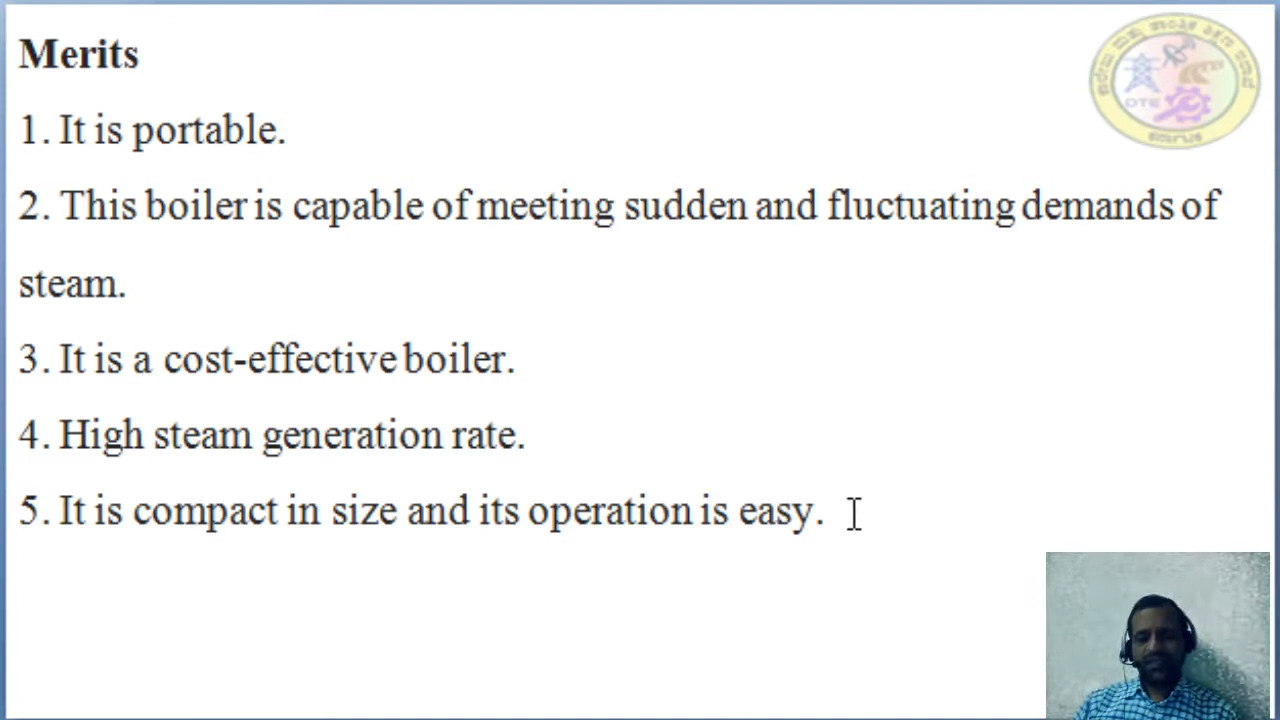 Merits
1. It is portable.
2. This boiler is capable of meeting sudden and fluctuating demands of
steam.
3. It is a cost-effective boiler.
4. High steam generation rate.
5. It is compact in size and its operation is easy.
DTE